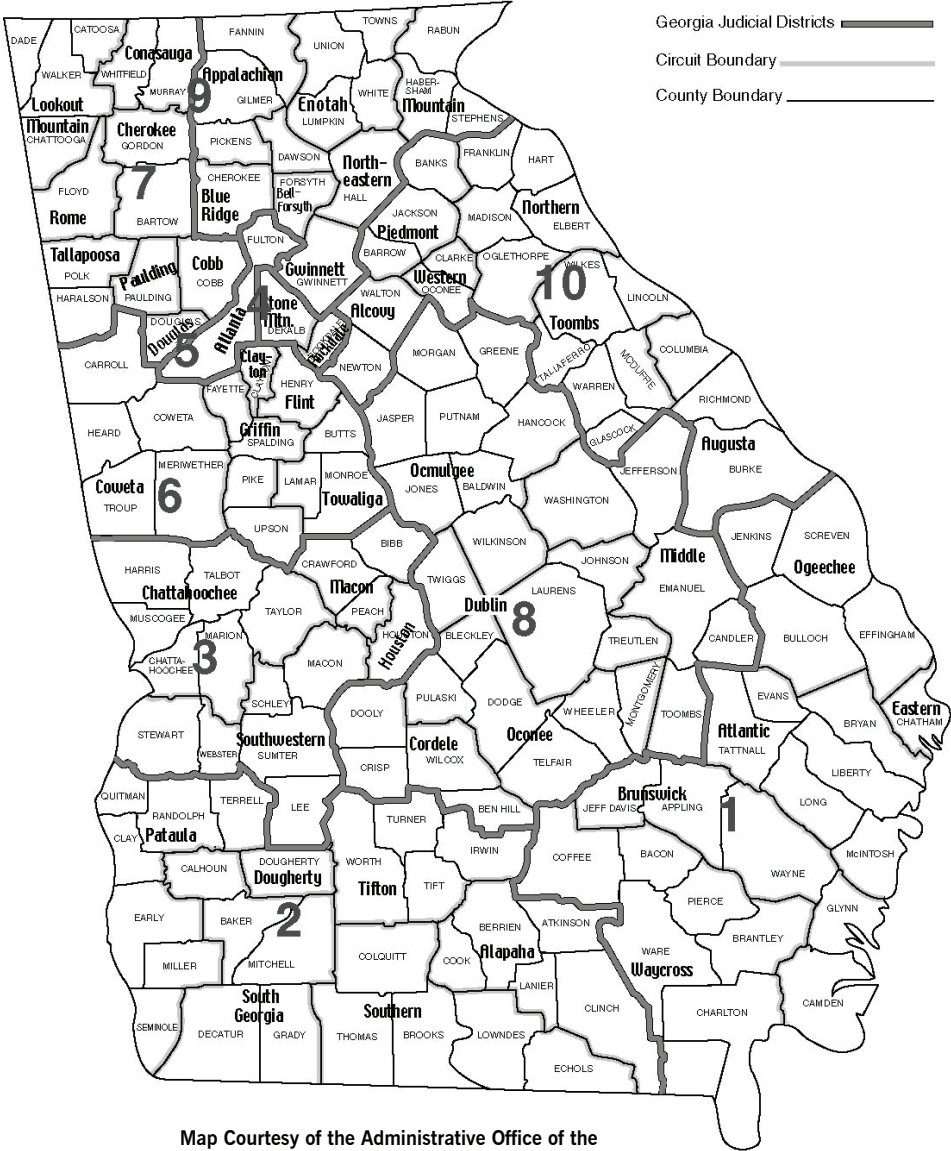 Georgia Judicial Districts
Circuit Boundary
County Boundary
DADE
CATOOSA
WALKER
WHITFIELD
MURRAY
Conasauga
Lookout
Mountain
CHATTOOGA
FANNIN
Appalachian
9
GILMER
UNION
TOWNS
RABUN
Enotah
LUMPKIN
WHITE
HABER-
SHAM
Mountain
STEPHENS
Cherokee
GORDON
PICKENS
DAWSON
7
FLOYD
Rome
BARTOW
CHEROKEE
Blue
Ridge
FORSYTH
Bell-
Forsyth
North-
eastern
HALL
BANKS
FRANKLIN
HART
JACKSON
Piedmont
BARROW
MADISON
Northern
ELBERT
Tallapoosa
POLK
HARALSON
Paulding
PAULDING
Cobb
COBB
FULTON
Gwinnett
GWINNETT
CLARKE
Western
OCONEE
OGLETHORPE
10
WILKES
LINCOLN
Toombs
DOUGLAS
Douglas
5
Atlanta
4
Stone
Mtn.
DEKALB
ROCKDALE
Rockdale
WALTON
Alcovy
NEWTON
MORGAN
GREENE
TALIAFERRO
WARREN
MCDUFFIE
COLUMBIA
RICHMOND
CARROLL
Clay-
ton
CLAYTON
FAYETTE
HENRY
Flint
COWETA
HEARD
Griffin
SPALDING
BUTTS
JASPER
PUTNAM
HANCOCK
GLASCOCK
JEFFERSON
Augusta
BURKE
MERIWETHER
Coweta
TROUP
6
PIKE
LAMAR
MONROE
Towaliga
UPSON
Ocmulgee
JONES
BALDWIN
WASHINGTON
WILKINSON
JENKINS
SCREVEN
Ogeechee
HARRIS
TALBOT
Chattahoochee
MUSCOGEE
CRAWFORD
BIBB
Macon
PEACH
TAYLOR
TWIGGS
JOHNSON
Middle
EMANUEL
LAURENS
Dublin
8
MARION
CHATTA-
HOOCHEE
3
MACON
HOUSTON
Houston
BLECKLEY
TREUTLEN
CANDLER
BULLOCH
EFFINGHAM
SCHLEY
STEWART
WEBSTER
Southwestern
SUMTER
DOOLY
PULASKI
DODGE
WHEELER
MONTGOMERY
TOOMBS
EVANS
Atlantic
TATTNALL
BRYAN
Eastern
CHATHAM
CRISP
Cordele
WILCOX
Oconee
TELFAIR
LIBERTY
LONG
QUITMAN
RANDOLPH
TERRELL
LEE
CLAY
Pataula
TURNER
BEN HILL
Brunswick
JEFF DAVIS
APPLING
1
MCINTOSH
CALHOUN
DOUGHERTY
Dougherty
WORTH
Tifton
TIFT
IRWIN
COFFEE
BACON
WAYNE
PIERCE
GLYNN
EARLY
BAKER
2
MILLER
MITCHELL
COLQUITT
COOK
BERRIEN
Alapaha
LANIER
ATKINSON
WARE
Waycross
BRANTLEY
South
Georgia
SEMINOLE
DECATUR
GRADY
Southern
THOMAS
BROOKS
LOWNDES
CLINCH
ECHOLS
CHARLTON
CAMDEN
Map Courtesy of the Administrative Office of the